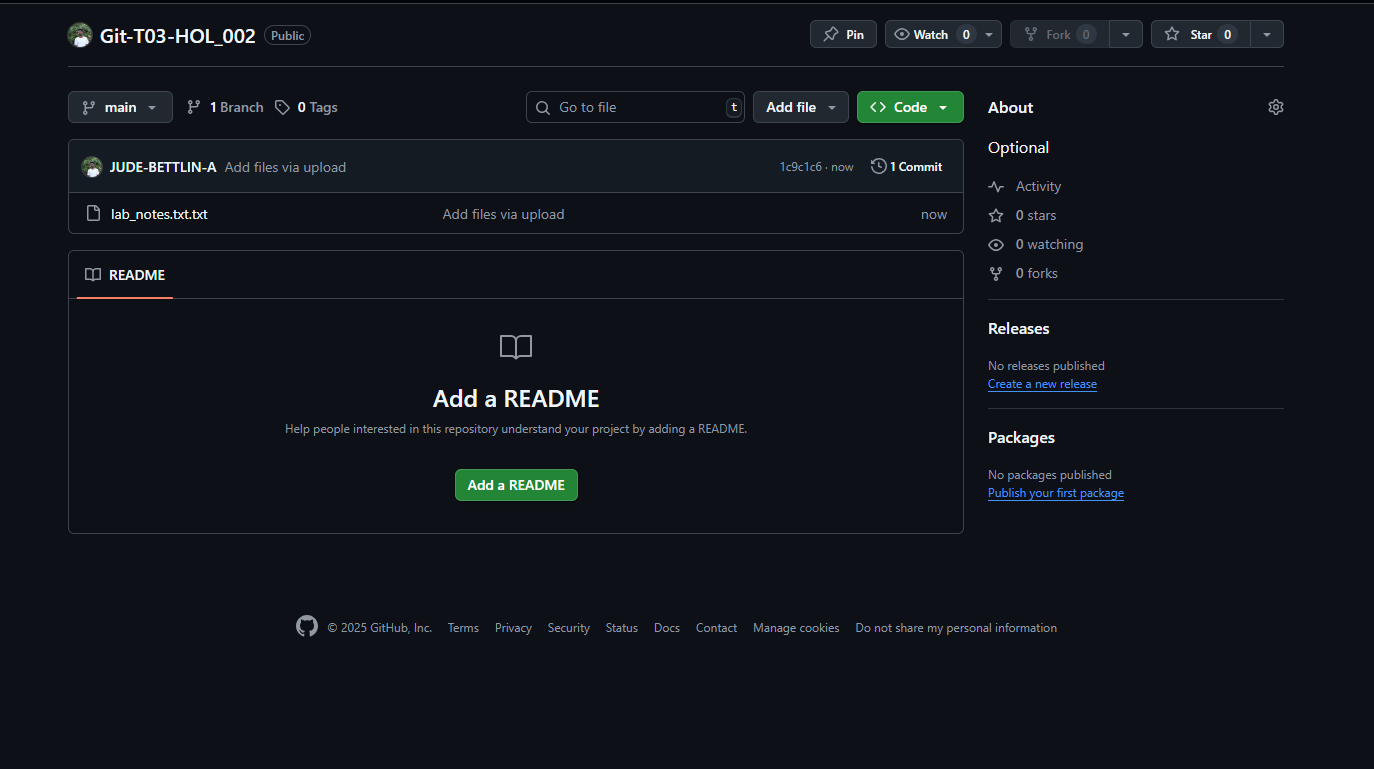 Git-T03-HOL_002 Public Pin Watch 0 Fork 0 Star 0
main 1 Branch 0 Tags Go to file t Add file Code
JUDE-BETTLIN-A Add files via upload 1c9c1c6 · now 1 Commit
lab_notes.txt.txt Add files via upload now
README
Add a README
Help people interested in this repository understand your project by adding a README.
Add a README
About
Optional
Activity
0 stars
0 watching
0 forks
Releases
No releases published
Create a new release
Packages
No packages published
Publish your first package
© 2025 GitHub, Inc. Terms Privacy Security Status Docs Contact Manage cookies Do not share my personal information